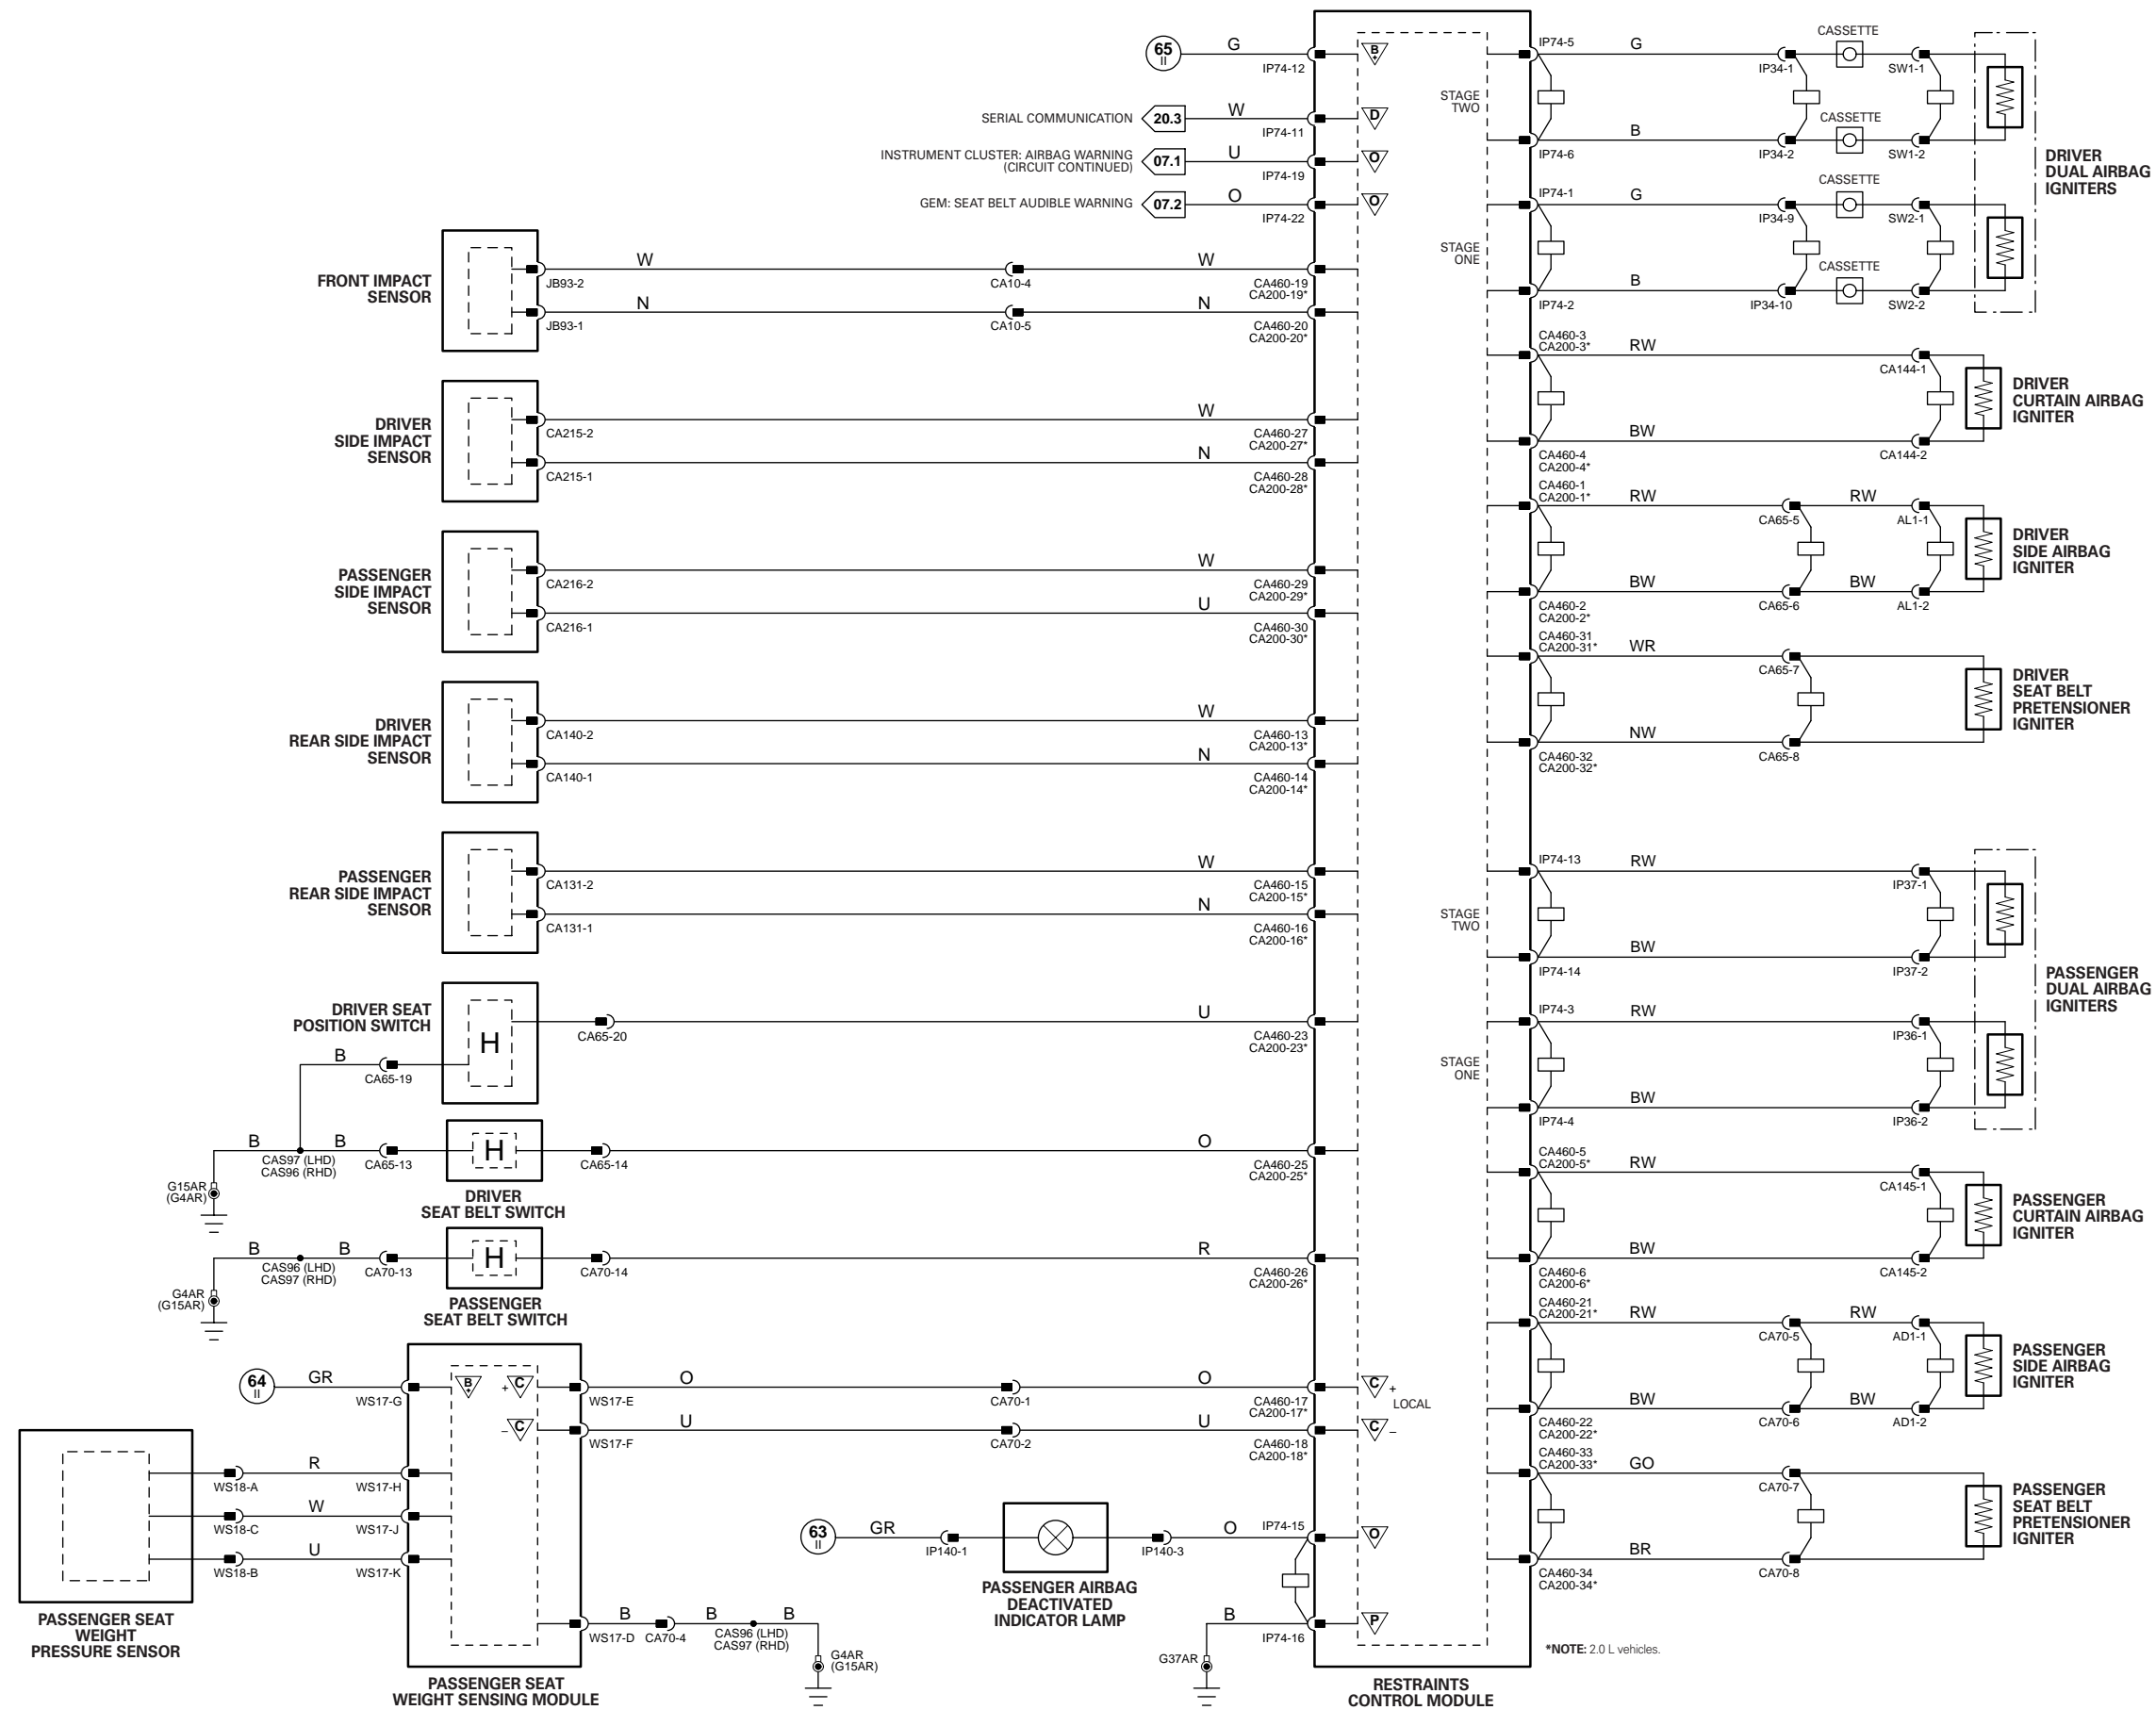 65
II
G
IP74-12
B
+
SERIAL COMMUNICATION
20.3
W
IP74-11
D
INSTRUMENT CLUSTER: AIRBAG WARNING
(CIRCUIT CONTINUED)
07.1
U
IP74-19
O
GEM: SEAT BELT AUDIBLE WARNING
07.2
O
IP74-22
O
FRONT IMPACT
SENSOR
JB93-2
W
CA10-4
W
CA460-19
CA200-19*
JB93-1
N
CA10-5
N
CA460-20
CA200-20*
DRIVER
SIDE IMPACT
SENSOR
CA215-2
W
CA460-27
CA200-27*
CA215-1
N
CA460-28
CA200-28*
PASSENGER
SIDE IMPACT
SENSOR
CA216-2
W
CA460-29
CA200-29*
CA216-1
U
CA460-30
CA200-30*
DRIVER
REAR SIDE IMPACT
SENSOR
CA140-2
W
CA460-13
CA200-13*
CA140-1
N
CA460-14
CA200-14*
PASSENGER
REAR SIDE IMPACT
SENSOR
CA131-2
W
CA460-15
CA200-15*
CA131-1
N
CA460-16
CA200-16*
DRIVER SEAT
POSITION SWITCH
H
CA65-20
U
CA460-23
CA200-23*
B
CA65-19
B
B
CAS97 (LHD)
CAS96 (RHD)
CA65-13
H
CA65-14
O
CA460-25
CA200-25*
G15AR
(G4AR)
DRIVER
SEAT BELT SWITCH
B
B
CAS96 (LHD)
CAS97 (RHD)
CA70-13
H
CA70-14
R
CA460-26
CA200-26*
G4AR
(G15AR)
PASSENGER
SEAT BELT SWITCH
64
II
GR
WS17-G
B
+
+
C
WS17-E
O
CA70-1
O
CA460-17
CA200-17*
C
+
LOCAL
–
C
WS17-F
U
CA70-2
U
CA460-18
CA200-18*
C
–
WS18-A
R
WS17-H
WS18-C
W
WS17-J
WS18-B
U
WS17-K
PASSENGER SEAT
WEIGHT
PRESSURE SENSOR
WS17-D
B
CA70-4
B
CAS96 (LHD)
CAS97 (RHD)
B
G4AR
(G15AR)
PASSENGER SEAT
WEIGHT SENSING MODULE
63
II
GR
IP140-1
IP140-3
O
IP74-15
O
PASSENGER AIRBAG
DEACTIVATED
INDICATOR LAMP
B
IP74-16
P
G37AR
RESTRAINTS
CONTROL MODULE
STAGE
TWO
IP74-5
G
IP34-1
CASSETTE
SW1-1
IP74-6
B
IP34-2
CASSETTE
SW1-2
DRIVER
DUAL AIRBAG
IGNITERS
STAGE
ONE
IP74-1
G
IP34-9
CASSETTE
SW2-1
IP74-2
B
IP34-10
CASSETTE
SW2-2
CA460-3
CA200-3*
RW
CA144-1
CA460-4
CA200-4*
BW
CA144-2
DRIVER
CURTAIN AIRBAG
IGNITER
CA460-1
CA200-1*
RW
CA65-5
RW
AL1-1
CA460-2
CA200-2*
BW
CA65-6
BW
AL1-2
DRIVER
SIDE AIRBAG
IGNITER
CA460-31
CA200-31*
WR
CA65-7
CA460-32
CA200-32*
NW
CA65-8
DRIVER
SEAT BELT
PRETENSIONER
IGNITER
STAGE
TWO
IP74-13
RW
IP37-1
IP74-14
BW
IP37-2
PASSENGER
DUAL AIRBAG
IGNITERS
STAGE
ONE
IP74-3
RW
IP36-1
IP74-4
BW
IP36-2
CA460-5
CA200-5*
RW
CA145-1
CA460-6
CA200-6*
BW
CA145-2
PASSENGER
CURTAIN AIRBAG
IGNITER
CA460-21
CA200-21*
RW
CA70-5
RW
AD1-1
CA460-22
CA200-22*
BW
CA70-6
BW
AD1-2
PASSENGER
SIDE AIRBAG
IGNITER
CA460-33
CA200-33*
GO
CA70-7
CA460-34
CA200-34*
BR
CA70-8
PASSENGER
SEAT BELT
PRETENSIONER
IGNITER
*NOTE: 2.0 L vehicles.